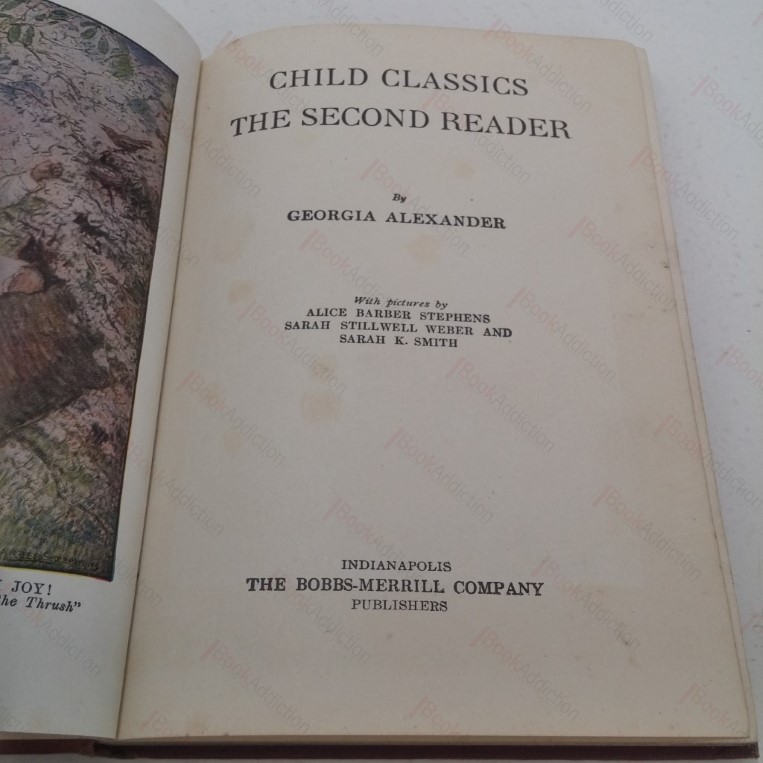 CHILD CLASSICS
THE SECOND READER
By
GEORGIA ALEXANDER
With pictures by
ALICE BARBER STEPHENS
SARAH STILLWELL WEBER AND
SARAH K. SMITH
INDIANAPOLIS
THE BOBBS-MERRILL COMPANY
PUBLISHERS
JOY!
he Thrush"
BookAddiction